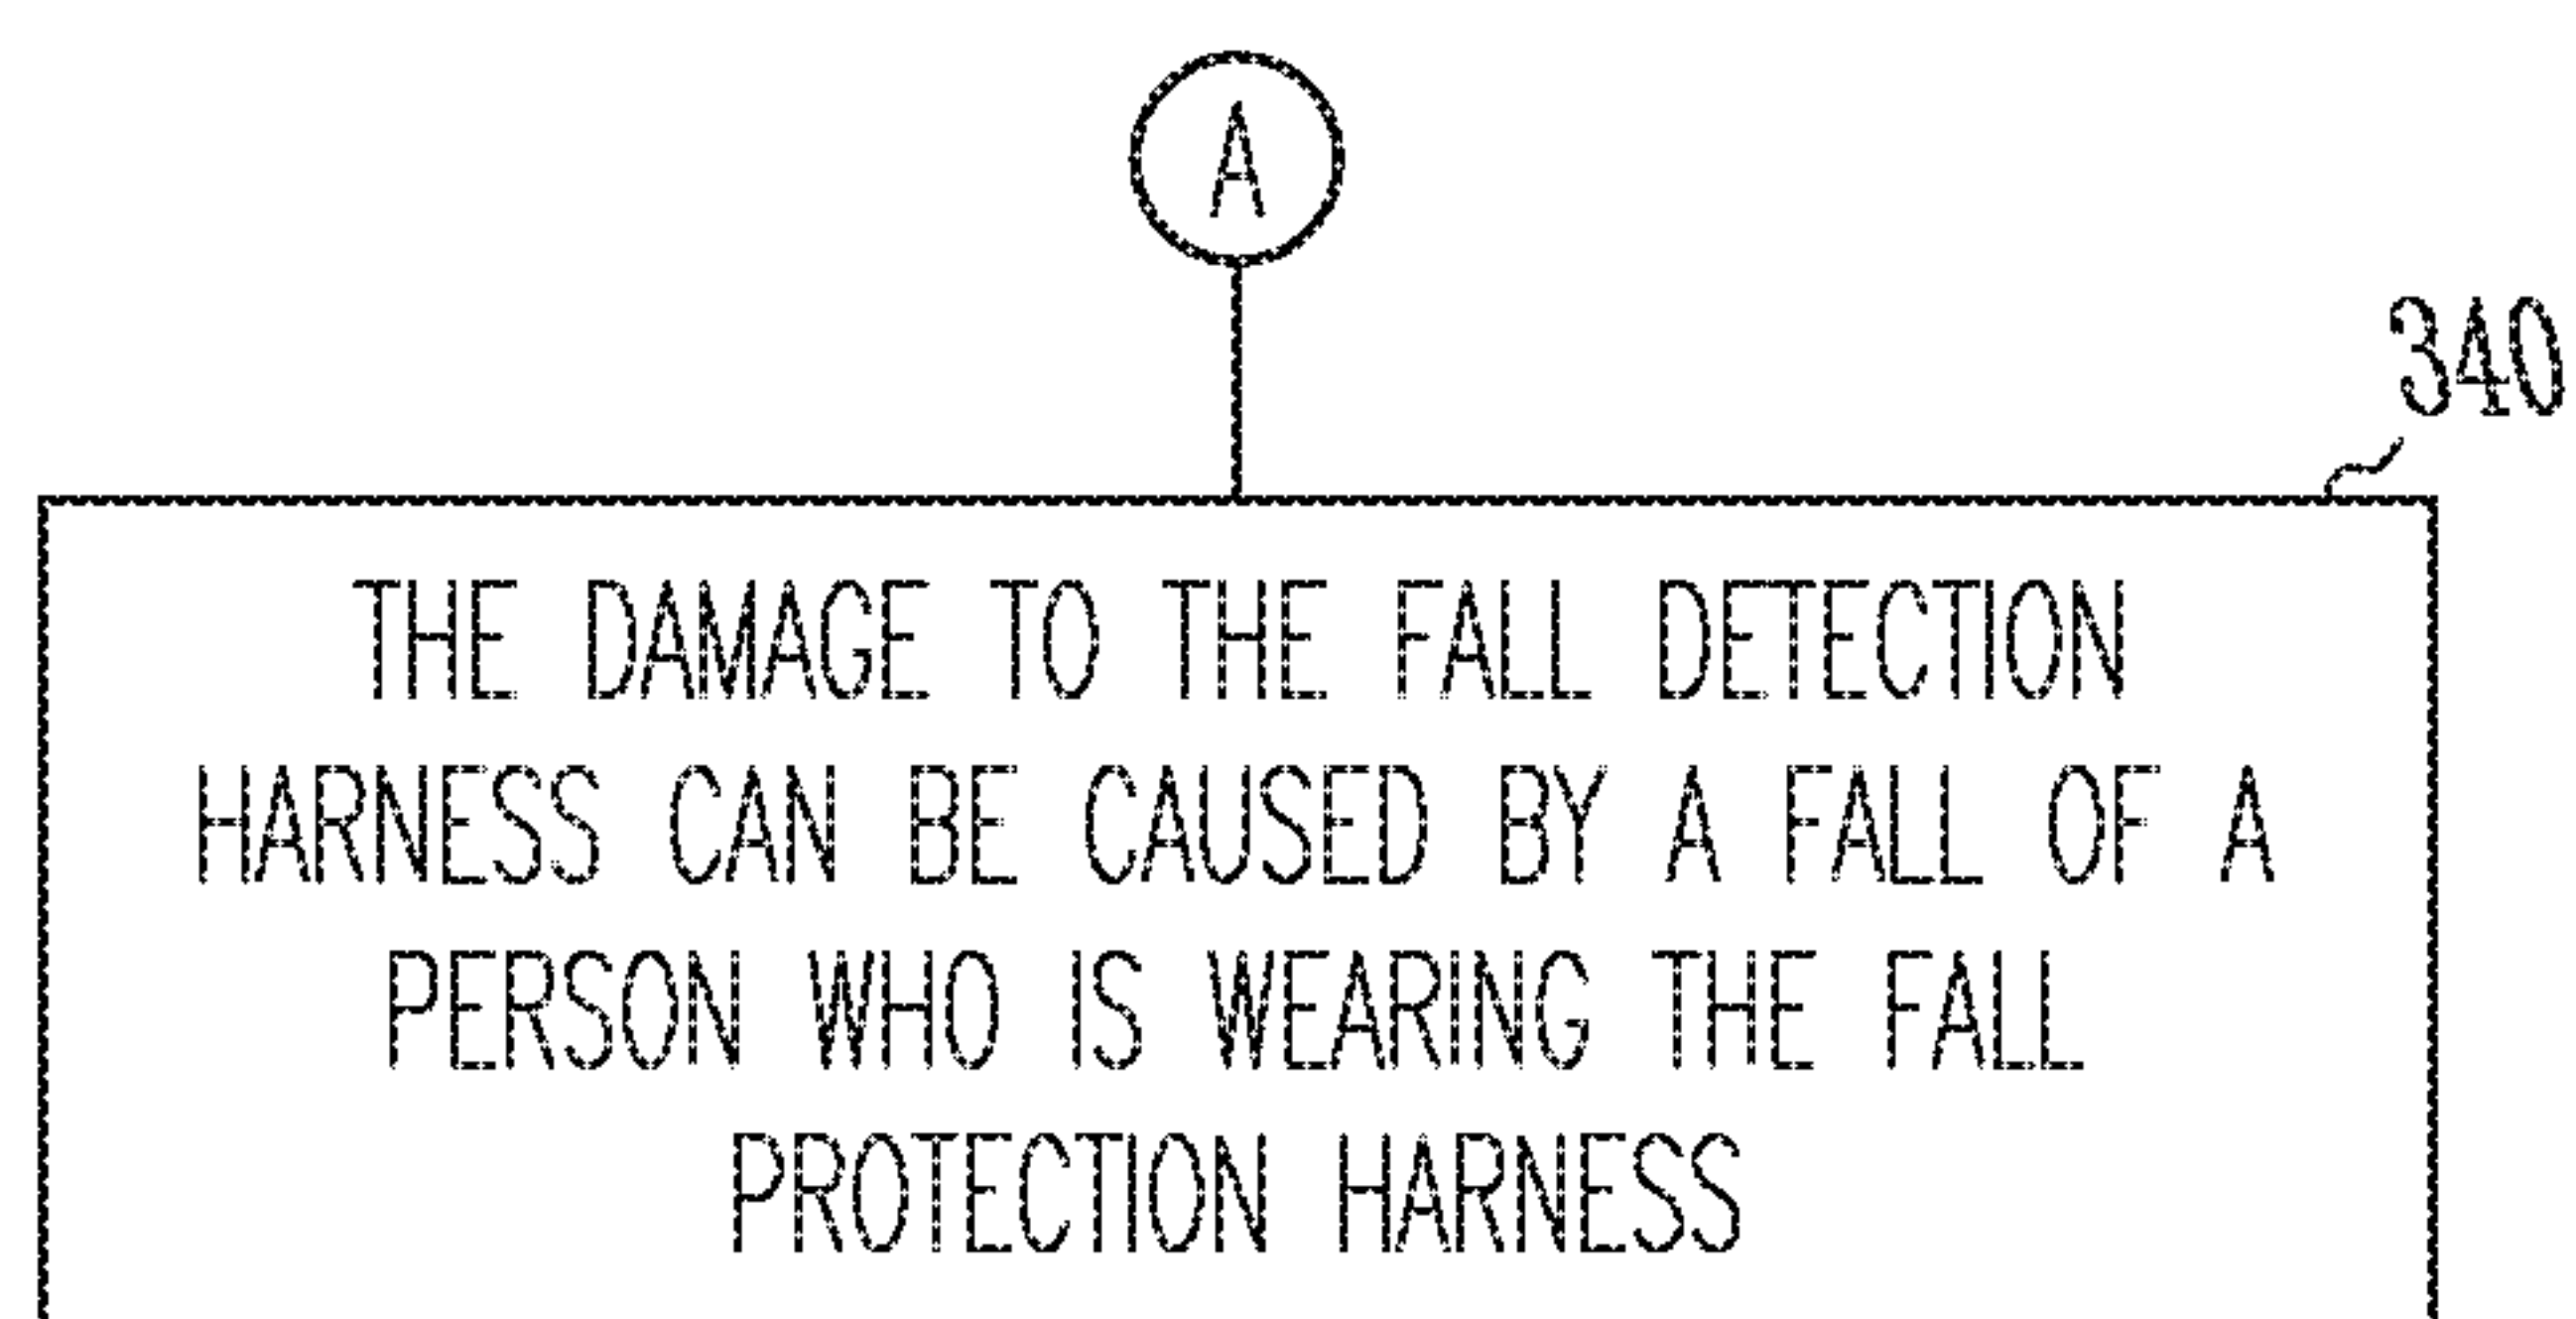 A
340
THE DAMAGE TO THE FALL DETECTION
HARNESS CAN BE CAUSED BY A FALL OF A
PERSON WHO IS WEARING THE FALL
PROTECTION HARNESS